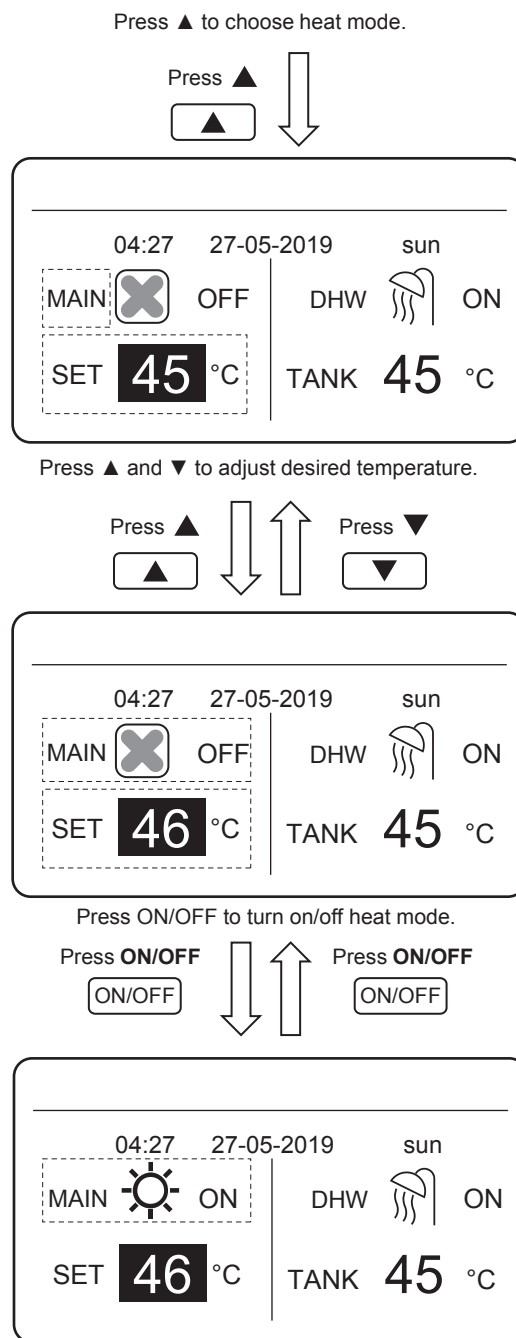 Press ▲ to choose heat mode.
Press ▲
▲
04:27 27-05-2019 sun
MAIN OFF DHW ON
SET 45 °C TANK 45 °C
Press ▲ and ▼ to adjust desired temperature.
Press ▲ Press ▼
▲ ▼
04:27 27-05-2019 sun
MAIN OFF DHW ON
SET 46 °C TANK 45 °C
Press ON/OFF to turn on/off heat mode.
Press ON/OFF Press ON/OFF
ON/OFF ON/OFF
04:27 27-05-2019 sun
MAIN ON DHW ON
SET 46 °C TANK 45 °C